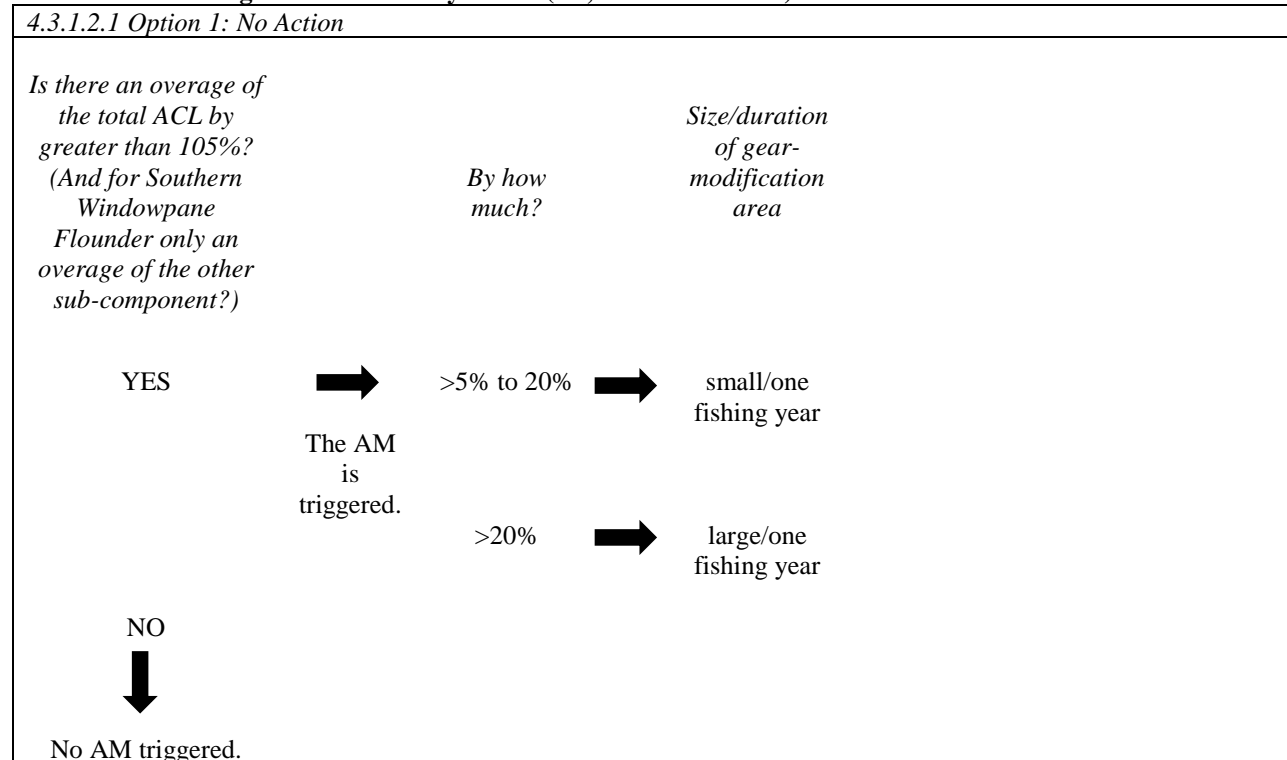 4.3.1.2.1 Option 1: No Action
Is there an overage of
the total ACL by
greater than 105%?
(And for Southern
Windowpane
Flounder only an
overage of the other
sub-component?)
By how
much?
Size/duration
of gear-
modification
area
YES
The AM
is
triggered.
>5% to 20%
small/one
fishing year
>20%
large/one
fishing year
NO
No AM triggered.